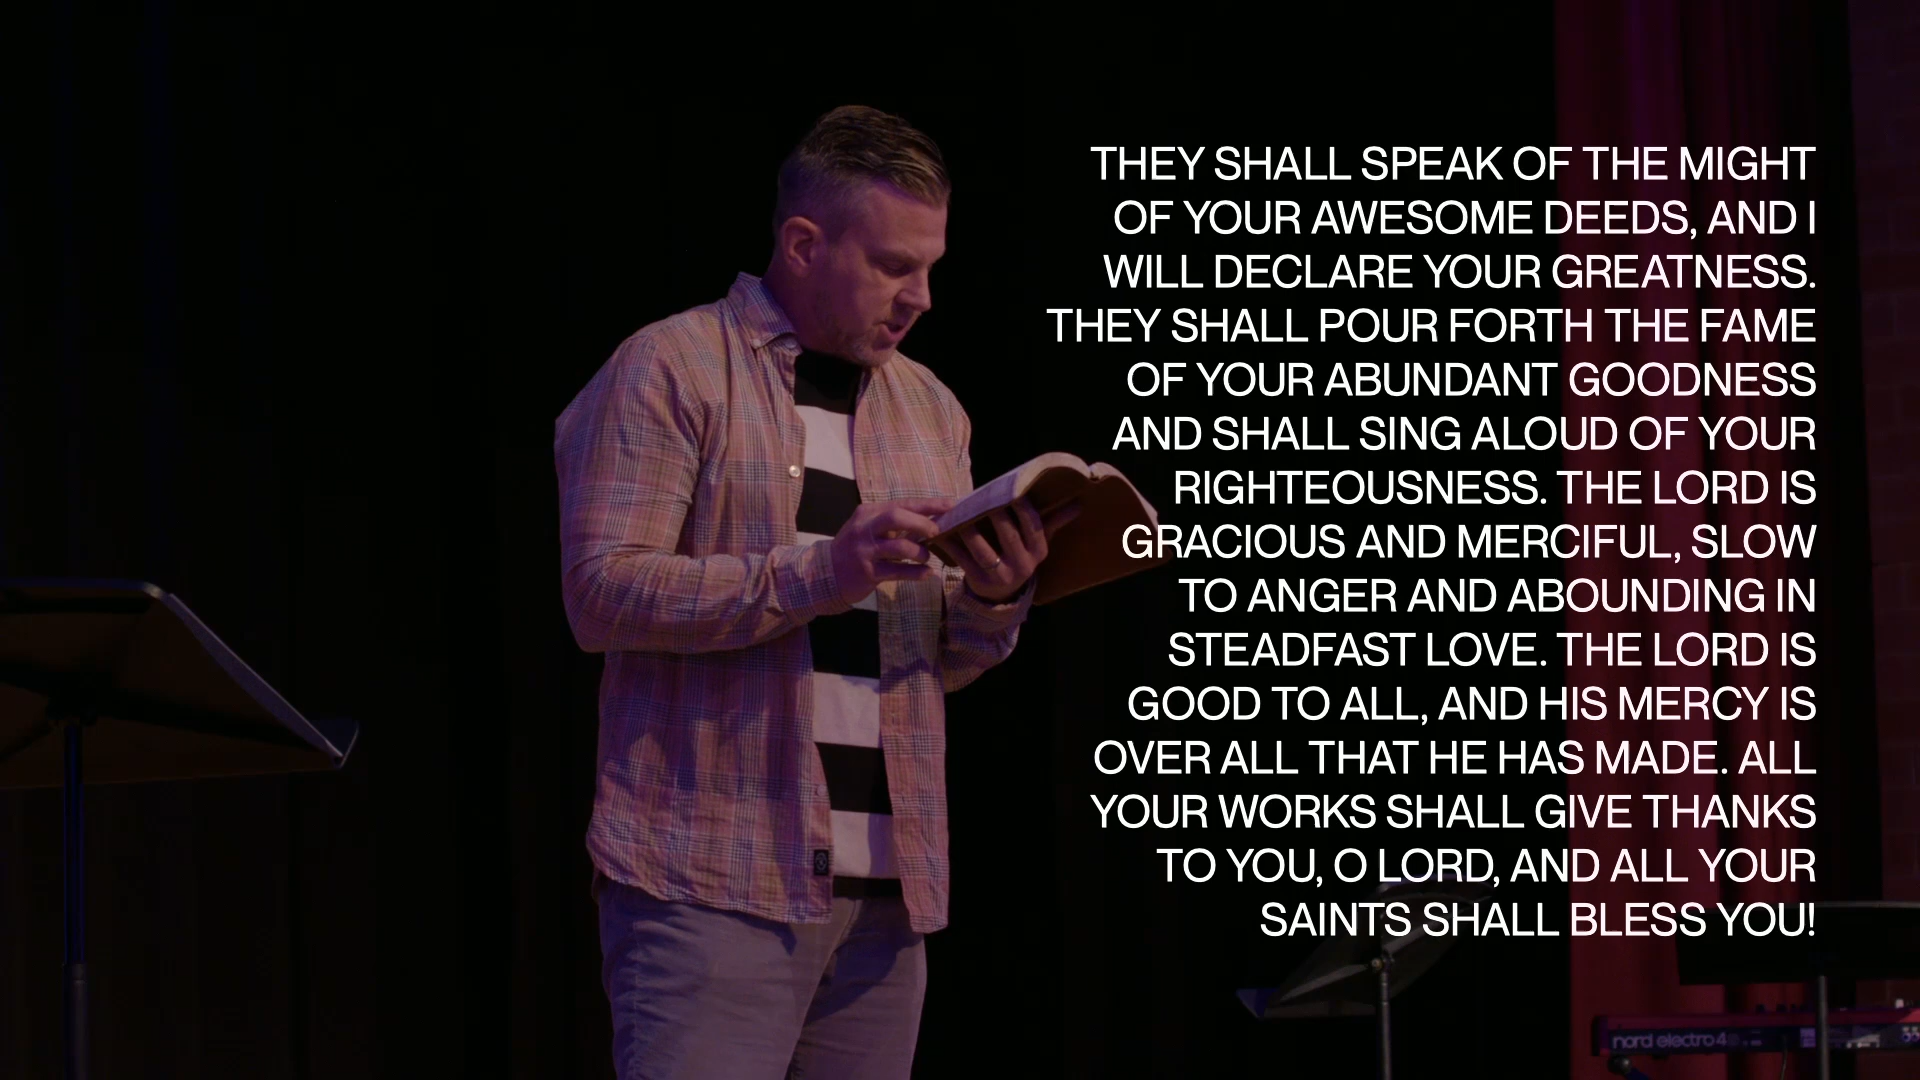 THEY SHALL SPEAK OF THE MIGHT
OF YOUR AWESOME DEEDS, AND I
WILL DECLARE YOUR GREATNESS.
THEY SHALL POUR FORTH THE FAME
OF YOUR ABUNDANT GOODNESS
AND SHALL SING ALOUD OF YOUR
RIGHTEOUSNESS. THE LORD IS
GRACIOUS AND MERCIFUL, SLOW
TO ANGER AND ABOUNDING IN
STEADFAST LOVE. THE LORD IS
GOOD TO ALL, AND HIS MERCY IS
OVER ALL THAT HE HAS MADE. ALL
YOUR WORKS SHALL GIVE THANKS
TO YOU, O LORD, AND ALL YOUR
SAINTS SHALL BLESS YOU!
nord electro 4